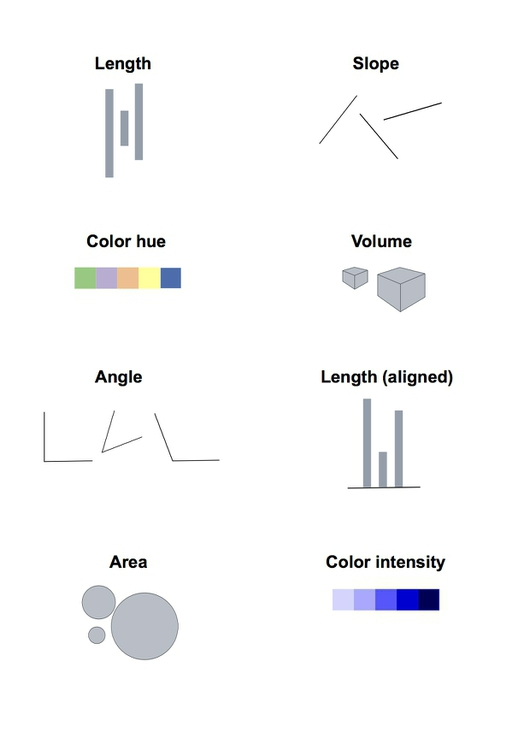 Length
Slope
Color hue
Volume
Angle
Length (aligned)
Area
Color intensity